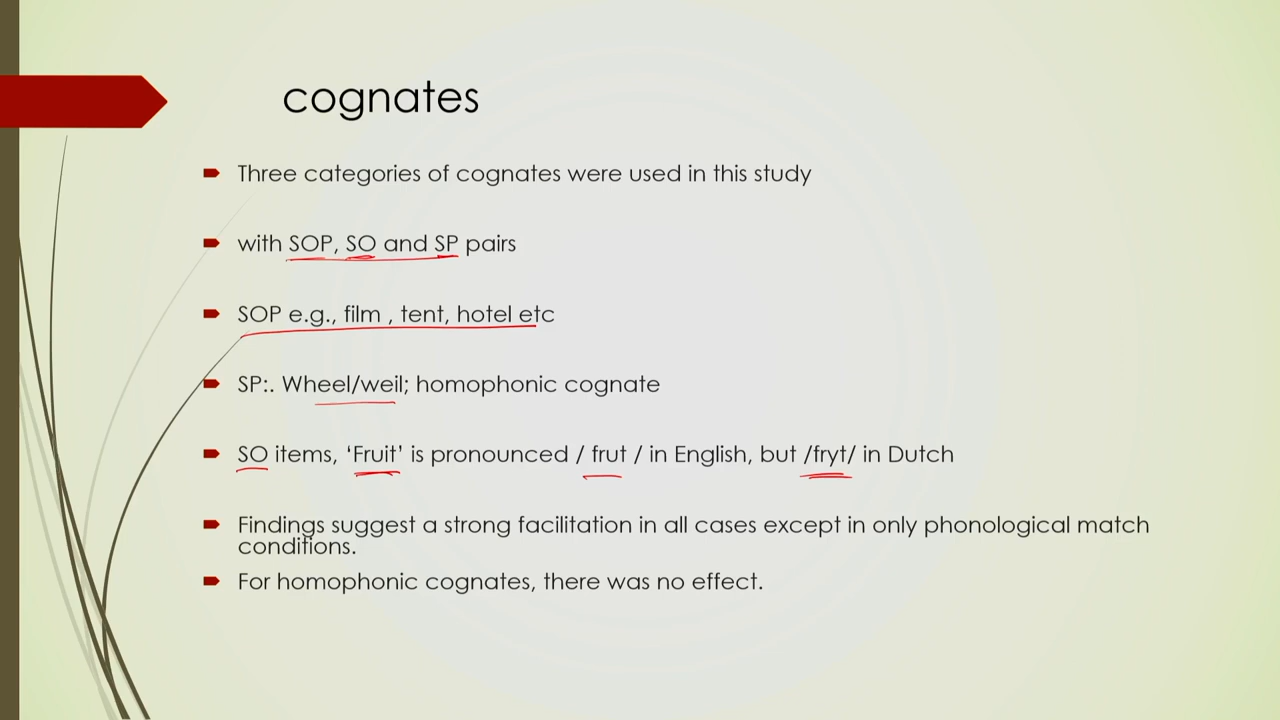 cognates
Three categories of cognates were used in this study
with SOP, SO and SP pairs
SOP e.g., film , tent, hotel etc
SP:. Wheel/weil; homophonic cognate
SO items, ‘Fruit’ is pronounced / frut / in English, but /fryt/ in Dutch
Findings suggest a strong facilitation in all cases except in only phonological match
conditions.
For homophonic cognates, there was no effect.